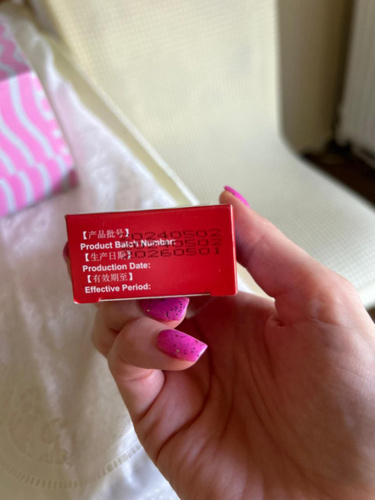 【产品批号】 20240502
Product Batch Number:
20240502
【生产日期】 20260501
Production Date:
【有效期至】
Effective Period: